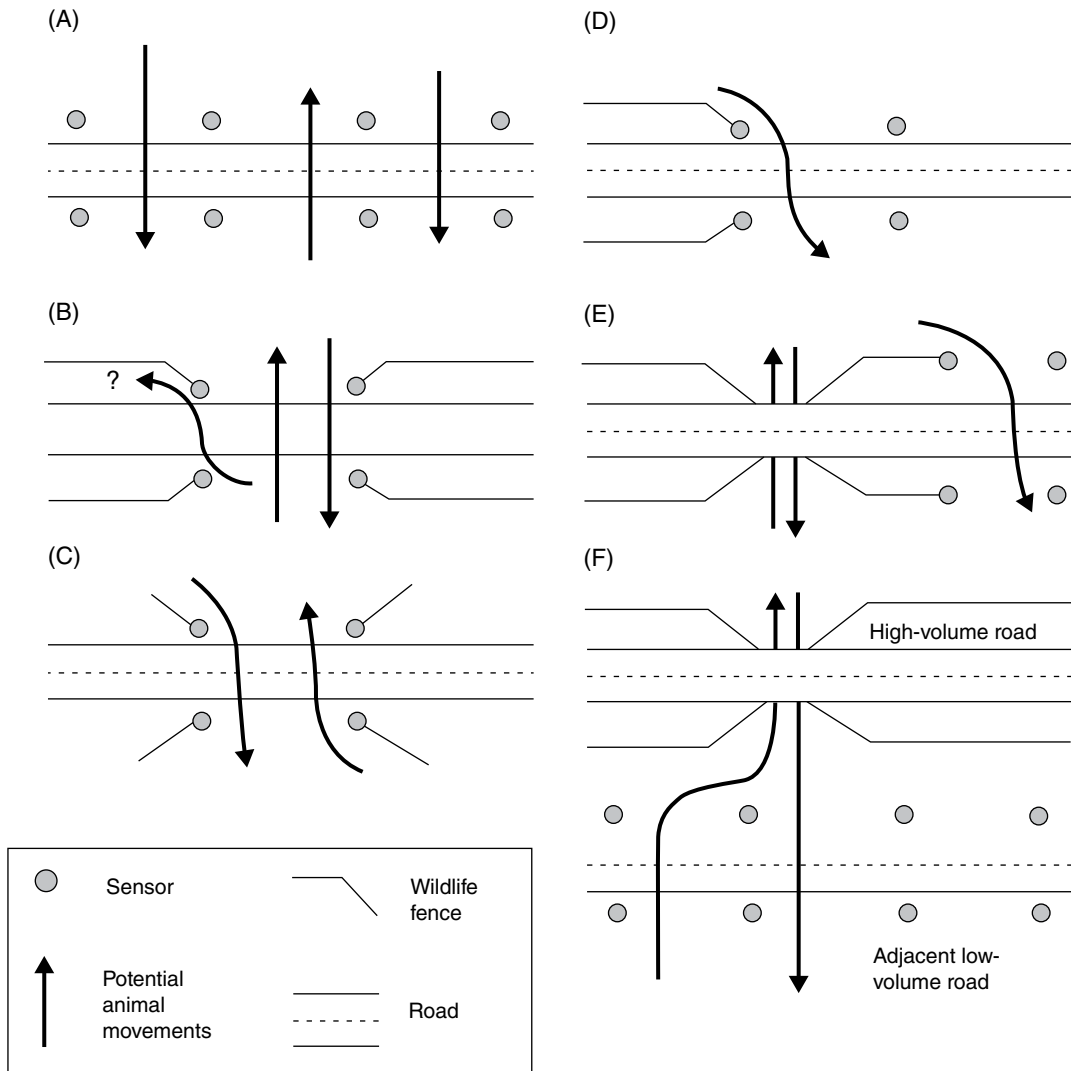 (A)
(B)
?
(C)
Sensor
Wildlife
fence
Potential
animal
movements
Road
(D)
(E)
(F)
High-volume road
Adjacent low-
volume road